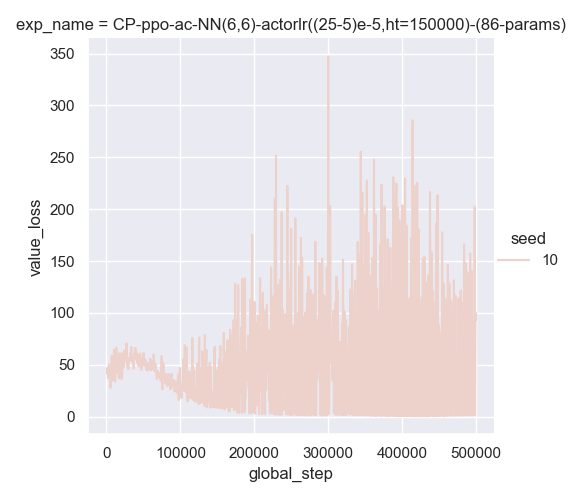 exp_name = CP-ppo-ac-NN(6,6)-actorlr((25-5)e-5,ht=150000)-(86-params)
350
300
250
200
150
100
50
0
value_loss
0 100000 200000 300000 400000 500000
global_step
seed
10